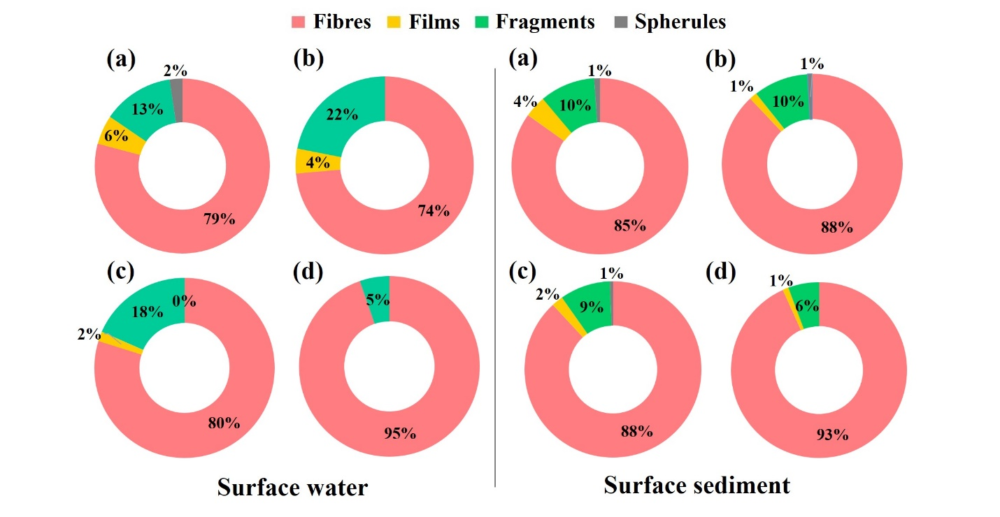 Fibres Films Fragments Spherules
(a) (b) (a) (b)
2% 13% 6% 79%
22% 4% 74%
1% 4% 10% 85%
1% 1% 10% 88%
(c) (d) (c) (d)
0% 18% 2% 80%
5% 95%
1% 2% 9% 88%
1% 6% 93%
Surface water Surface sediment